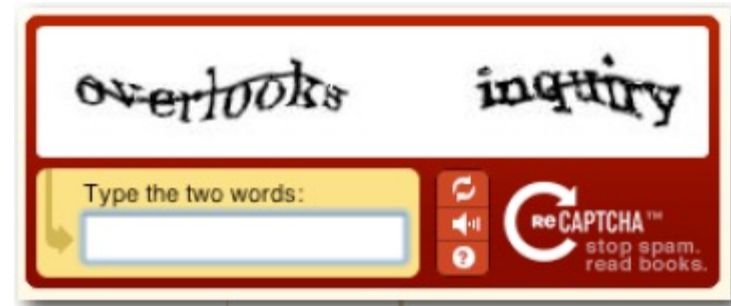 overlooks inquiry
Type the two words:
ReCAPTCHA™
stop spam.
read books.